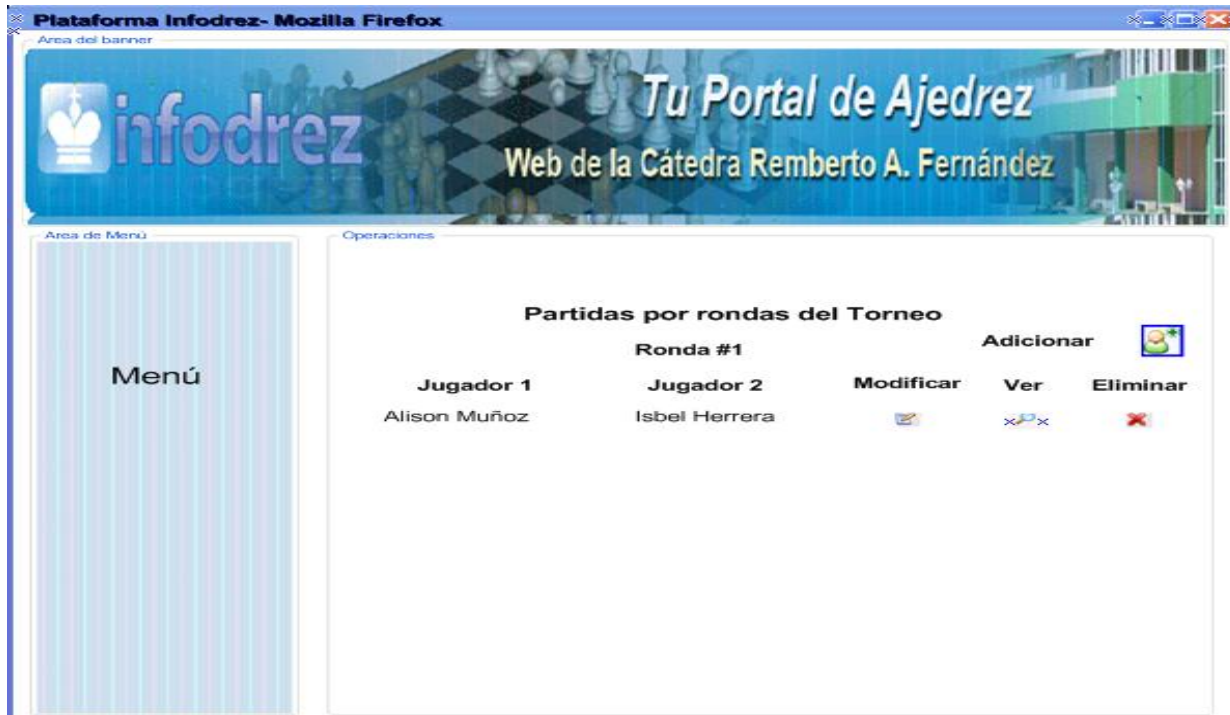 Plataforma Infodrez- Mozilla Firefox
Area del banner
infodrez
Tu Portal de Ajedrez
Web de la Cátedra Remberto A. Fernández
Area de Menú
Operaciones
Menú
Partidas por rondas del Torneo
Ronda #1
Adicionar
Jugador 1 Jugador 2 Modificar Ver Eliminar
Alison Muñoz Isbel Herrera